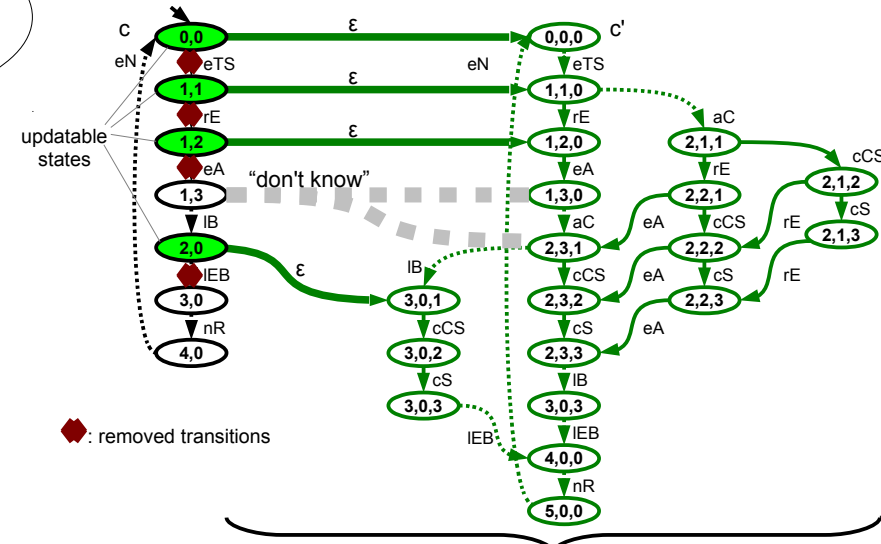 c ε c'
0,0 0,0,0
eN eTS eN eTS
1,1 ε 1,1,0
rE rE aC
updatable
states
1,2 ε 1,2,0 2,1,1
eA "don't know" eA rE cCS
2,1,2
1,3 1,3,0 2,2,1 cS
lB aC eA cCS rE 2,1,3
2,0 2,3,1 2,2,2
lEB ε lB cCS eA cS rE
3,0 3,0,1 2,3,2 2,2,3
nR cCS cS eA
4,0 3,0,2 2,3,3
cS lB
3,0,3 3,0,3
: removed transitions lEB lEB
4,0,0
nR
5,0,0